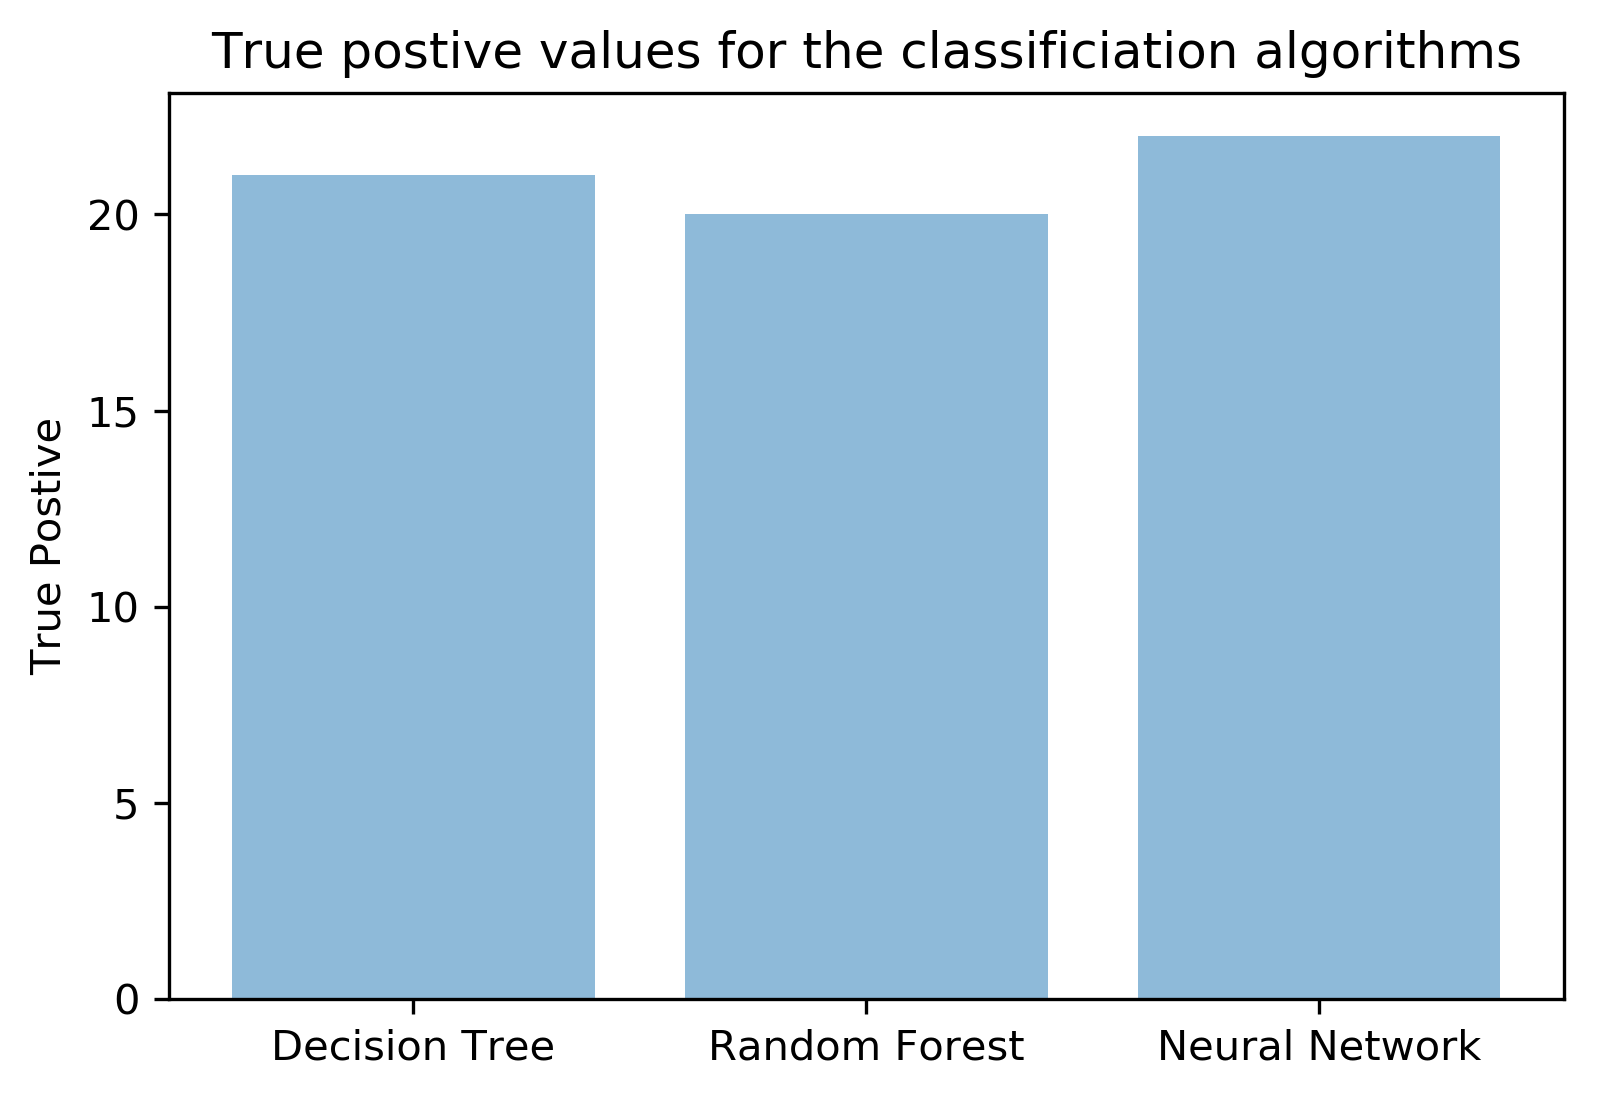 True postive values for the classificiation algorithms
True Postive
20
15
10
5
0
Decision Tree
Random Forest
Neural Network